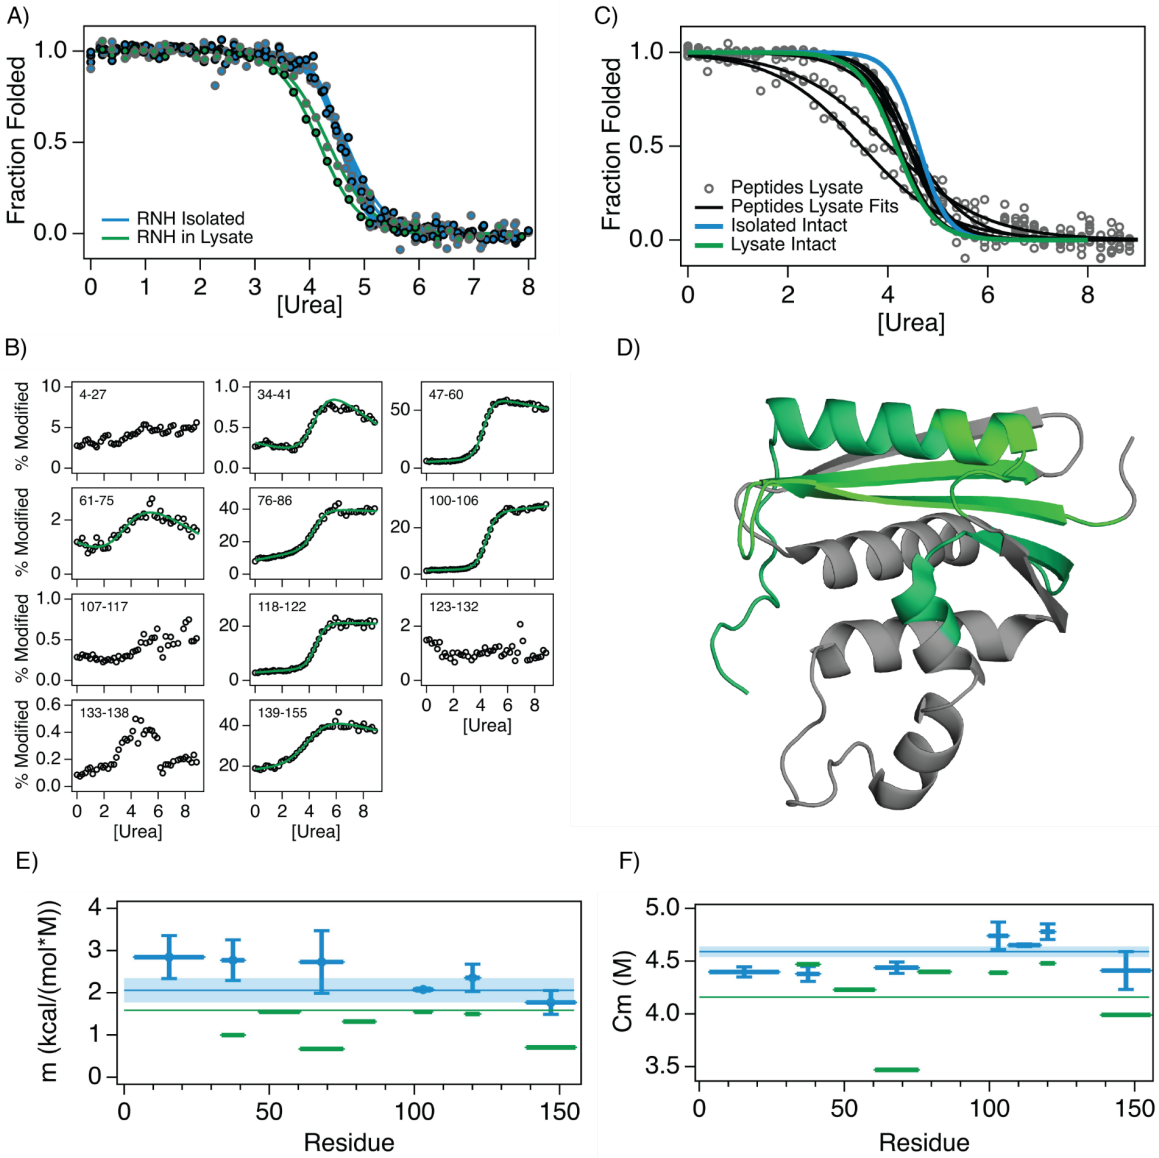 A)
Fraction Folded
1.0
0.5
0.0
RNH Isolated
RNH in Lysate
0 1 2 3 4 5 6 7 8
[Urea]
C)
Fraction Folded
1.0
0.5
0.0
Peptides Lysate
Peptides Lysate Fits
Isolated Intact
Lysate Intact
0 2 4 6 8
[Urea]
B)
% Modified
10
5
0
4-27
1.0
0.5
0.0
34-41
50
0
47-60
% Modified
2
0
61-75
40
20
0
76-86
20
0
100-106
% Modified
1.0
0.5
0.0
107-117
20
0
118-122
2
0
123-132
0 2 4 6 8
[Urea]
% Modified
0.6
0.4
0.2
0.0
133-138
0 2 4 6 8
[Urea]
40
20
139-155
0 2 4 6 8
[Urea]
D)
E)
m (kcal/(mol*M))
4
3
2
1
0
0 50 100 150
Residue
F)
Cm (M)
5.0
4.5
4.0
3.5
0 50 100 150
Residue